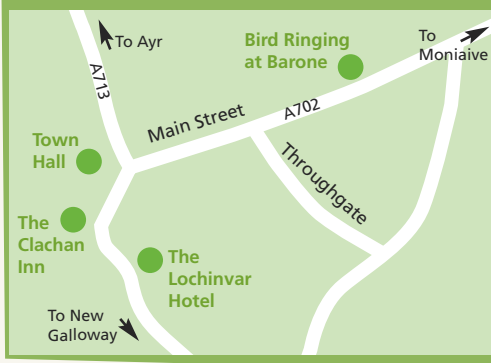 To Ayr
A713
Bird Ringing
at Barone
To
Moniaive
Main Street
A702
Town
Hall
Throughgate
The
Clachan
Inn
The
Lochinvar
Hotel
To New
Galloway